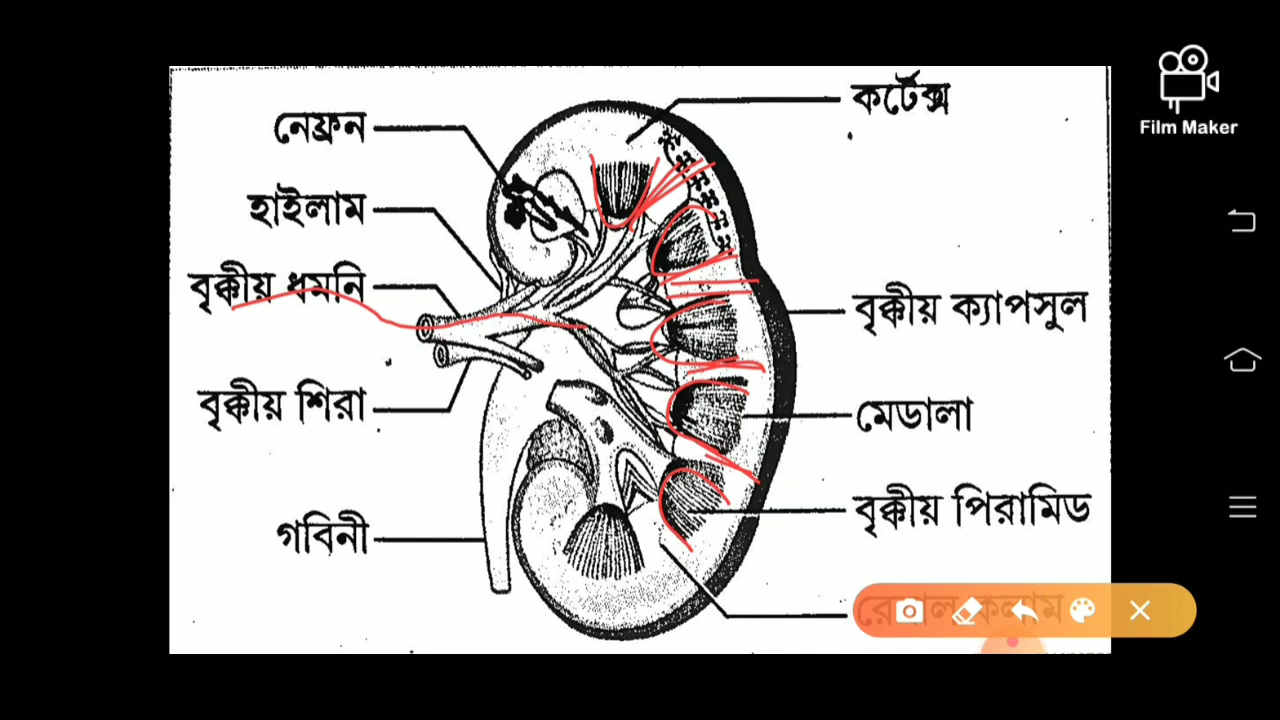 Film Maker
কর্টেক্স
নেফ্রন
হাইলাম
বৃক্কীয় ধমনি
বৃক্কীয় ক্যাপসুল
বৃক্কীয় শিরা
মেডালা
বৃক্কীয় পিরামিড
গবিনী